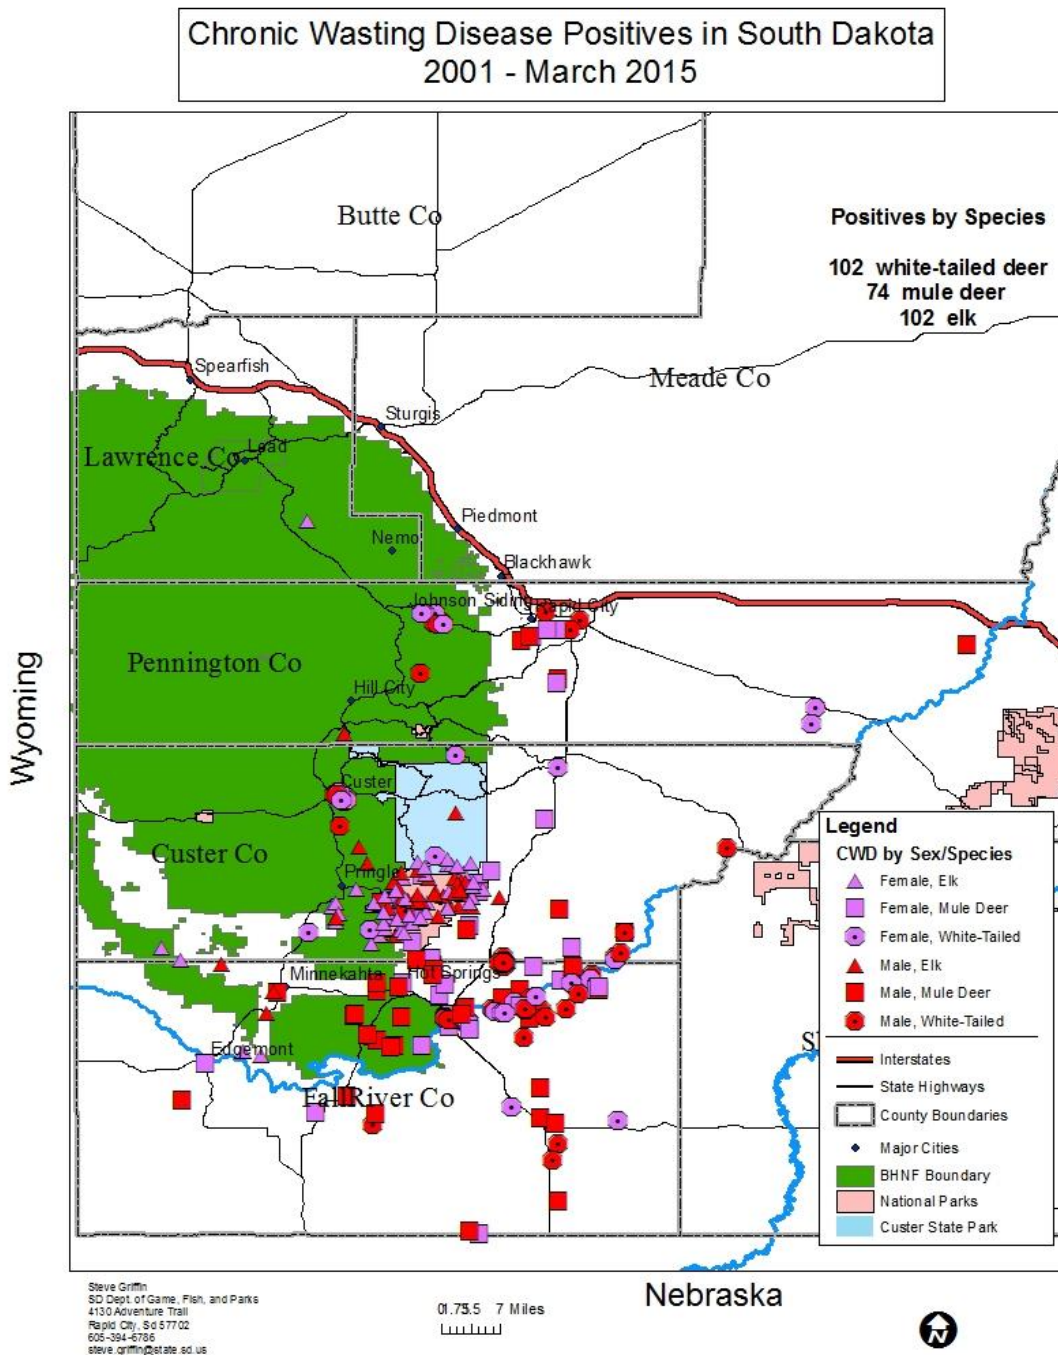 Chronic Wasting Disease Positives in South Dakota
2001 - March 2015
Butte Co
Positives by Species
102 white-tailed deer
74 mule deer
102 elk
Spearfish
Meade Co
Sturgis
Lawrence Co
Lead
Piedmont
Nemo
Blackhawk
Johnson Siding
Rapid City
Pennington Co
Hill City
Wyoming
Custer
Custer Co
Pringle
Minnekahta
Hot Springs
Edgemont
FallRiver Co
Legend
CWD by Sex/Species
Female, Elk
Female, Mule Deer
Female, White-Tailed
Male, Elk
Male, Mule Deer
Male, White-Tailed
Interstates
State Highways
County Boundaries
Major Cities
BHNF Boundary
National Parks
Custer State Park
Steve Griffin
SD Dept. of Game, Fish, and Parks
4130 Adventure Trail
Rapid City, Sd 57702
605-394-6786
steve.griffin@state.sd.us
7 Miles
Nebraska
N